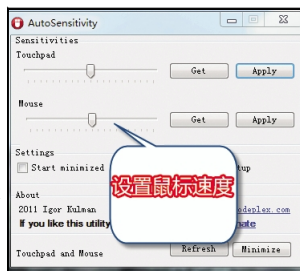 AutoSensitivity
Sensitivities
Touchpad
Get Apply
Mouse
Get Apply
Settings
Start minimized tup
设置鼠标速度
About
2011 Igor Kulman odeplex.com
If you like this utility nate
Touchpad and Mouse Refresh Minimize